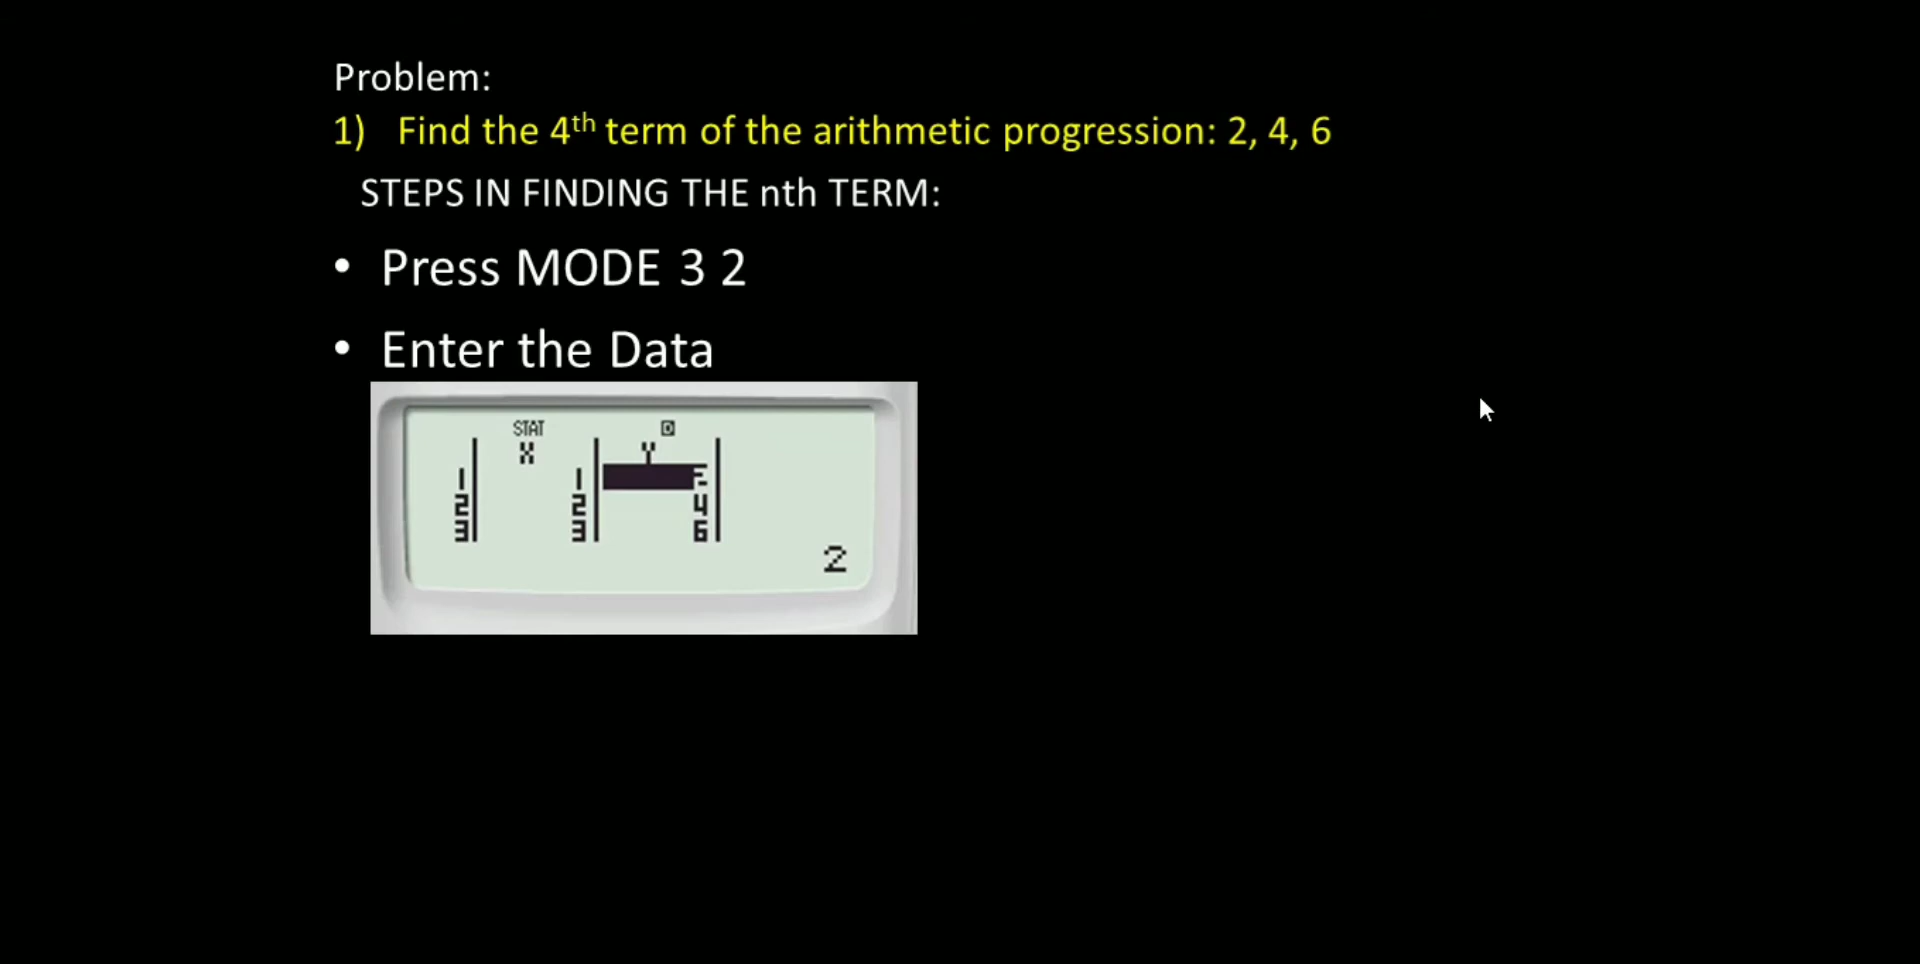 Problem:
1) Find the 4th term of the arithmetic progression: 2, 4, 6
STEPS IN FINDING THE nth TERM:
• Press MODE 3 2
• Enter the Data
STAT D
X Y
1 1
2 2 4
3 3 6
2